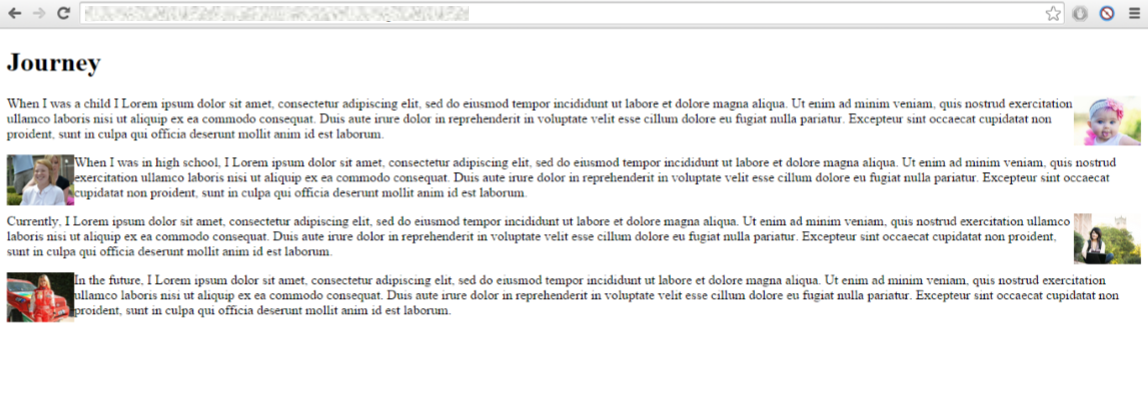 Journey
When I was a child I Lorem ipsum dolor sit amet, consectetur adipiscing elit, sed do eiusmod tempor incididunt ut labore et dolore magna aliqua. Ut enim ad minim veniam, quis nostrud exercitation
ullamco laboris nisi ut aliquip ex ea commodo consequat. Duis aute irure dolor in reprehenderit in voluptate velit esse cillum dolore eu fugiat nulla pariatur. Excepteur sint occaecat cupidatat non
proident, sunt in culpa qui officia deserunt mollit anim id est laborum.
When I was in high school, I Lorem ipsum dolor sit amet, consectetur adipiscing elit, sed do eiusmod tempor incididunt ut labore et dolore magna aliqua. Ut enim ad minim veniam, quis nostrud
exercitation ullamco laboris nisi ut aliquip ex ea commodo consequat. Duis aute irure dolor in reprehenderit in voluptate velit esse cillum dolore eu fugiat nulla pariatur. Excepteur sint occaecat
cupidatat non proident, sunt in culpa qui officia deserunt mollit anim id est laborum.
Currently, I Lorem ipsum dolor sit amet, consectetur adipiscing elit, sed do eiusmod tempor incididunt ut labore et dolore magna aliqua. Ut enim ad minim veniam, quis nostrud exercitation ullamco
laboris nisi ut aliquip ex ea commodo consequat. Duis aute irure dolor in reprehenderit in voluptate velit esse cillum dolore eu fugiat nulla pariatur. Excepteur sint occaecat cupidatat non proident,
sunt in culpa qui officia deserunt mollit anim id est laborum.
In the future, I Lorem ipsum dolor sit amet, consectetur adipiscing elit, sed do eiusmod tempor incididunt ut labore et dolore magna aliqua. Ut enim ad minim veniam, quis nostrud exercitation
ullamco laboris nisi ut aliquip ex ea commodo consequat. Duis aute irure dolor in reprehenderit in voluptate velit esse cillum dolore eu fugiat nulla pariatur. Excepteur sint occaecat cupidatat non
proident, sunt in culpa qui officia deserunt mollit anim id est laborum.